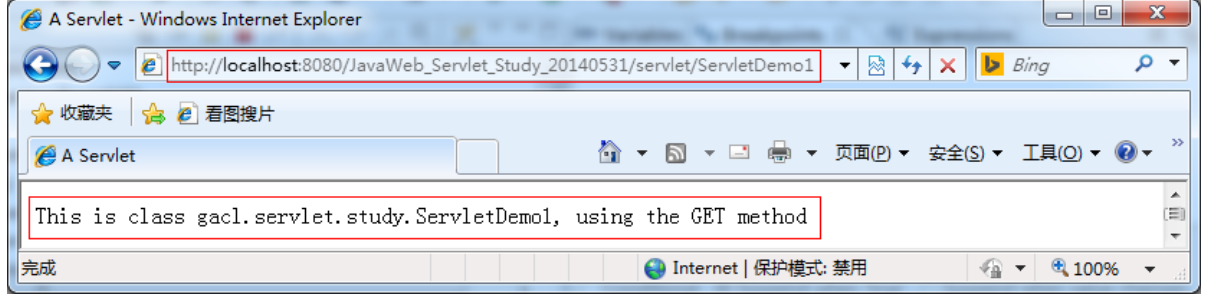 A Servlet - Windows Internet Explorer
http://localhost:8080/JavaWeb_Servlet_Study_20140531/servlet/ServletDemo1 Bing
收藏夹 看图搜片
A Servlet 页面(P) 安全(S) 工具(O)
This is class gacl.servlet.study.ServletDemo1, using the GET method
完成 Internet | 保护模式: 禁用 100%